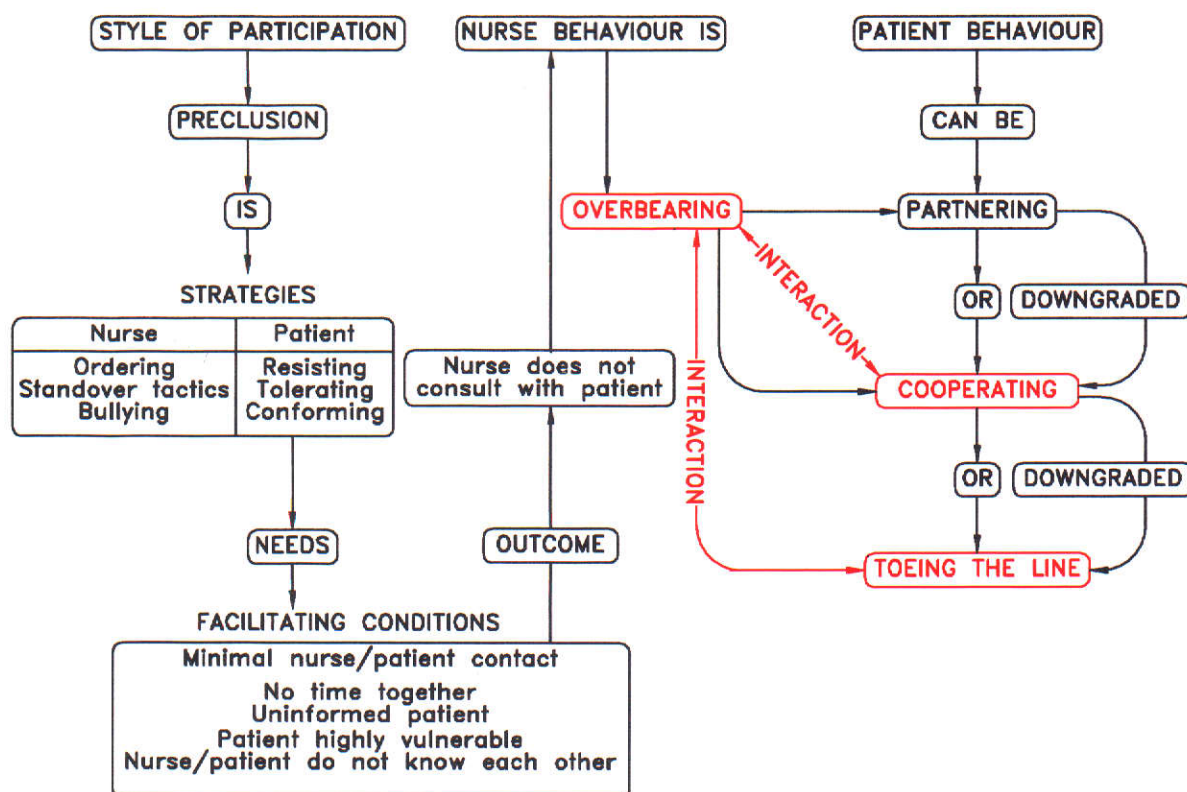 STYLE OF PARTICIPATION
PRECLUSION
IS
STRATEGIES
Nurse
Patient
Ordering
Standover tactics
Bullying
Resisting
Tolerating
Conforming
NEEDS
FACILITATING CONDITIONS
Minimal nurse/patient contact
No time together
Uninformed patient
Patient highly vulnerable
Nurse/patient do not know each other
OUTCOME
Nurse does not
consult with patient
NURSE BEHAVIOUR IS
OVERBEARING
INTERACTION
INTERACTION
PATIENT BEHAVIOUR
CAN BE
PARTNERING
OR
DOWNGRADED
COOPERATING
OR
DOWNGRADED
TOEING THE LINE